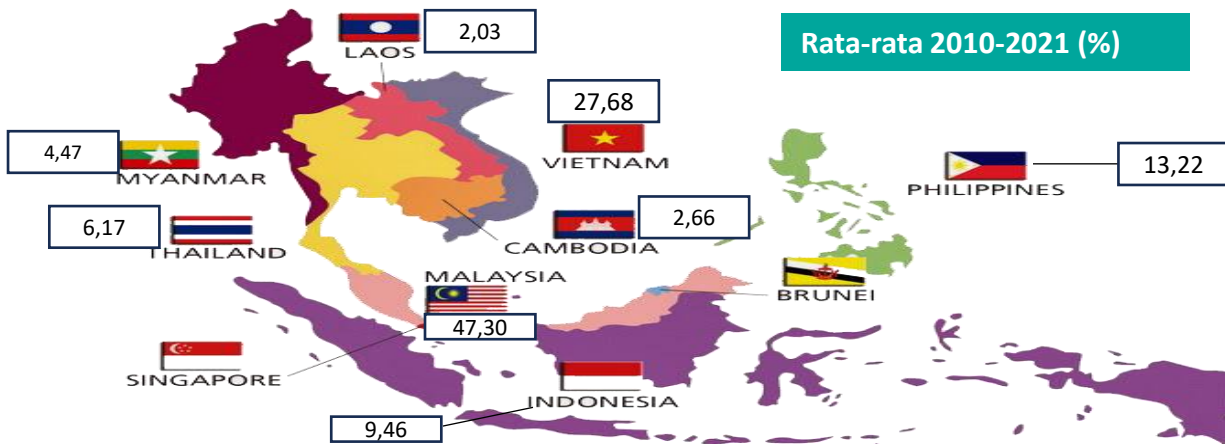 LAOS
2,03
Rata-rata 2010-2021 (%)
27,68
VIETNAM
4,47
MYANMAR
PHILIPPINES
13,22
6,17
THAILAND
CAMBODIA
2,66
MALAYSIA
47,30
BRUNEI
SINGAPORE
INDONESIA
9,46